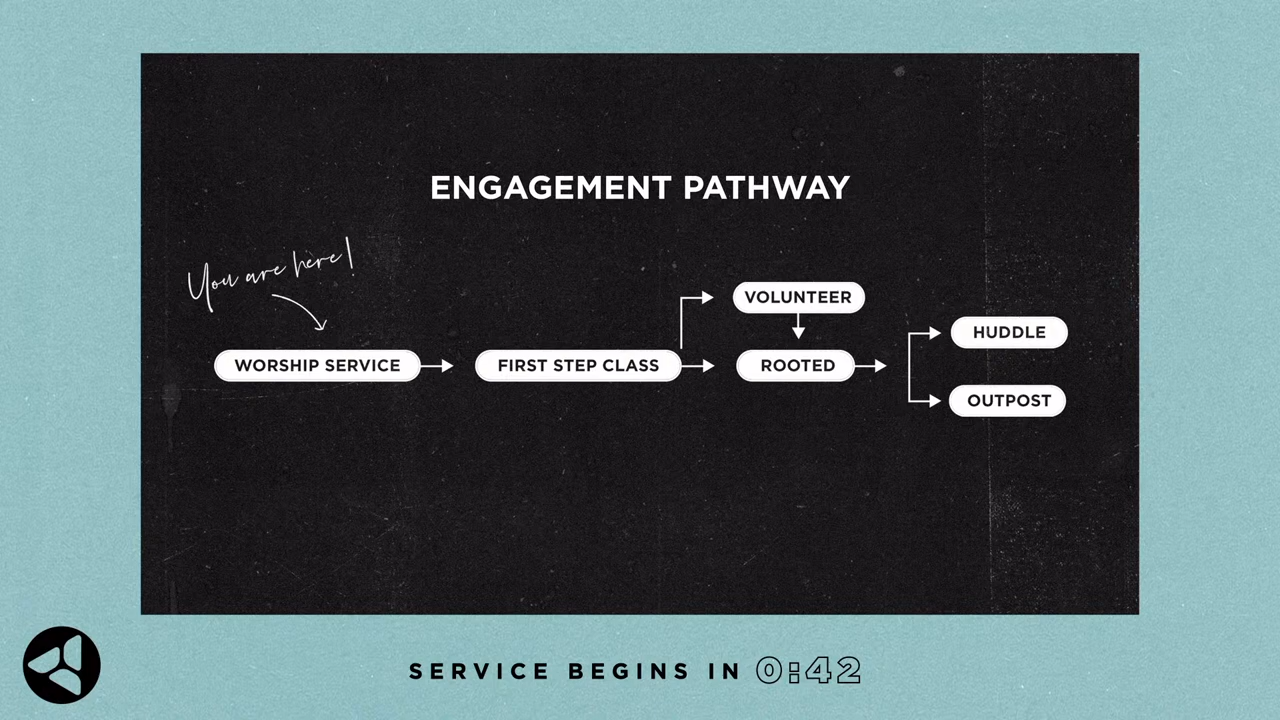 ENGAGEMENT PATHWAY
You are here!
VOLUNTEER
HUDDLE
WORSHIP SERVICE
FIRST STEP CLASS
ROOTED
OUTPOST
SERVICE BEGINS IN 0:42